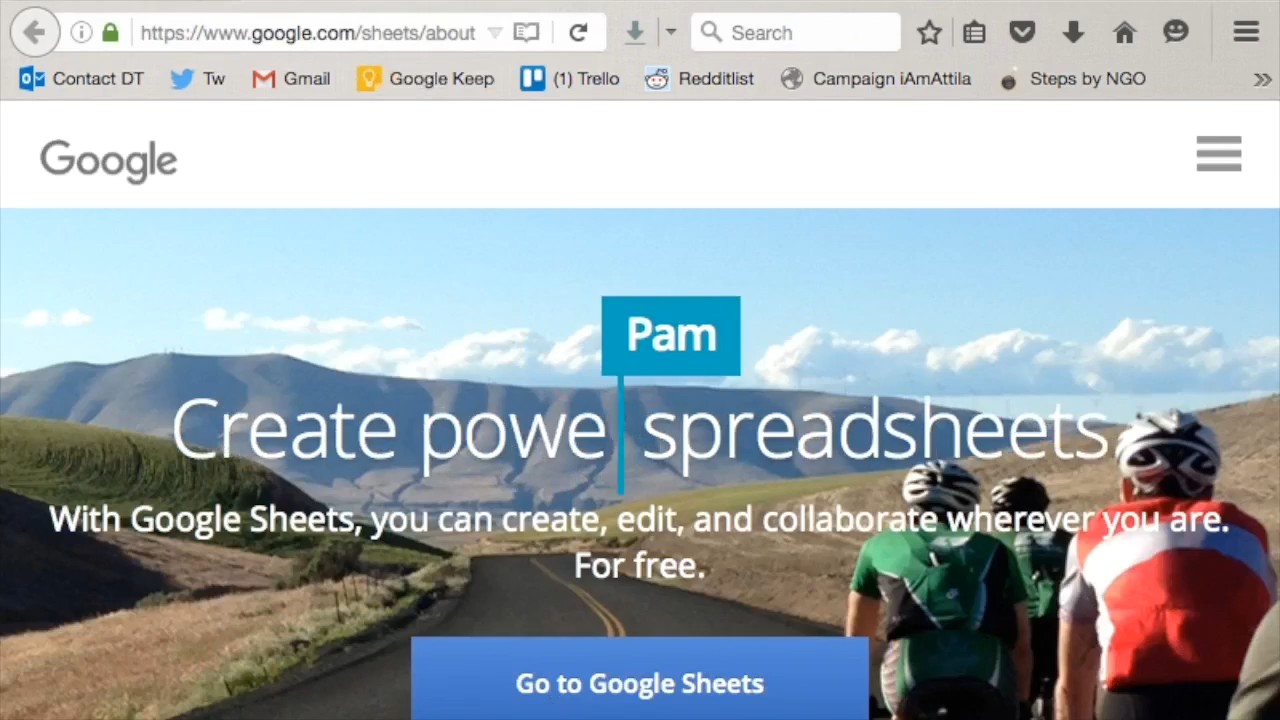 https://www.google.com/sheets/about
Search
Contact DT
Tw
Gmail
Google Keep
(1) Trello
Redditlist
Campaign iAmAttila
Steps by NGO
Google
Pam
Create powe spreadsheets
With Google Sheets, you can create, edit, and collaborate wherever you are.
For free.
Go to Google Sheets